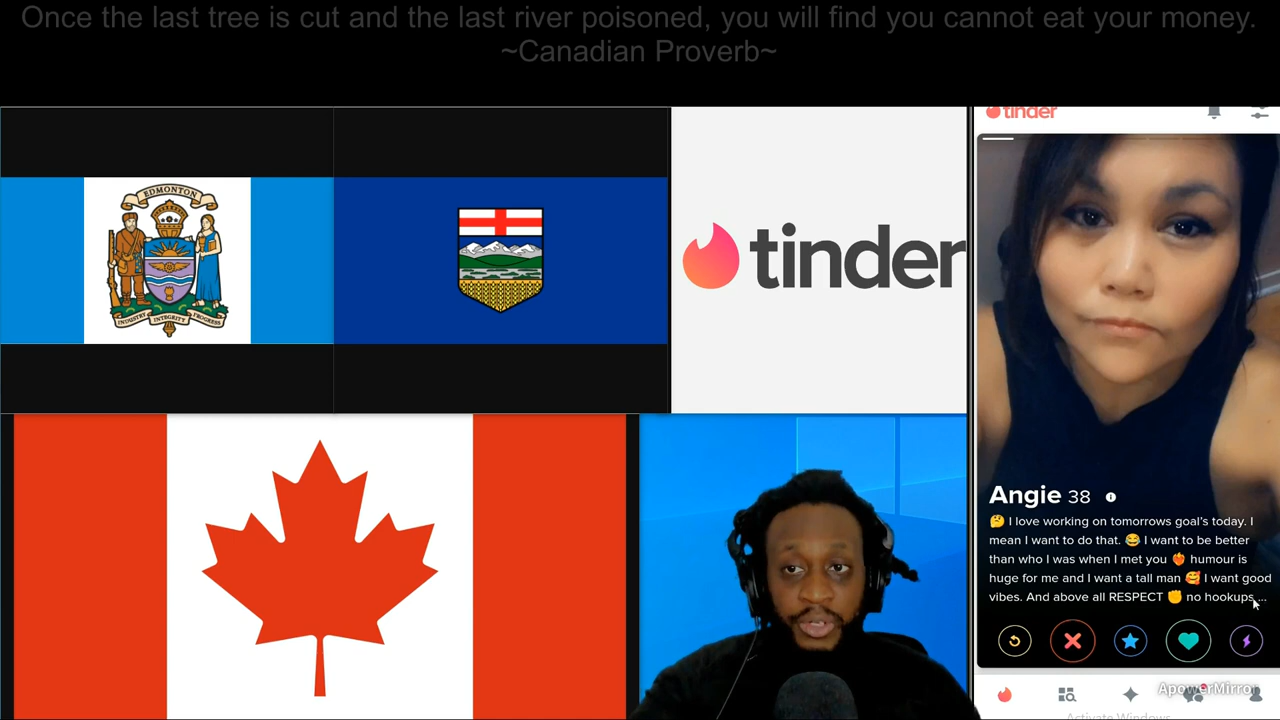 Once the last tree is cut and the last river poisoned, you will find you cannot eat your money.
~Canadian Proverb~
EDMONTON
INDUSTRY INTEGRITY PROGRESS
tinder
tinder
Angie 38
🤔 I love working on tomorrows goal's today. I
mean I want to do that. 😂 I want to be better
than who I was when I met you ❤️‍🔥 humour is
huge for me and I want a tall man 🥰 I want good
vibes. And above all RESPECT ✊ no hookups ...
ApowerMirror
Activate Windows